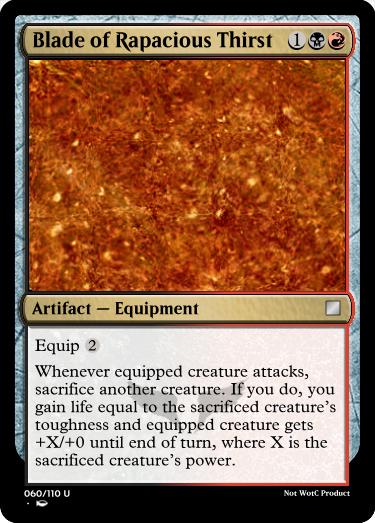 Blade of Rapacious Thirst 1
Artifact — Equipment
Equip 2
Whenever equipped creature attacks,
sacrifice another creature. If you do, you
gain life equal to the sacrificed creature's
toughness and equipped creature gets
+X/+0 until end of turn, where X is the
sacrificed creature's power.
060/110 U
Not WotC Product